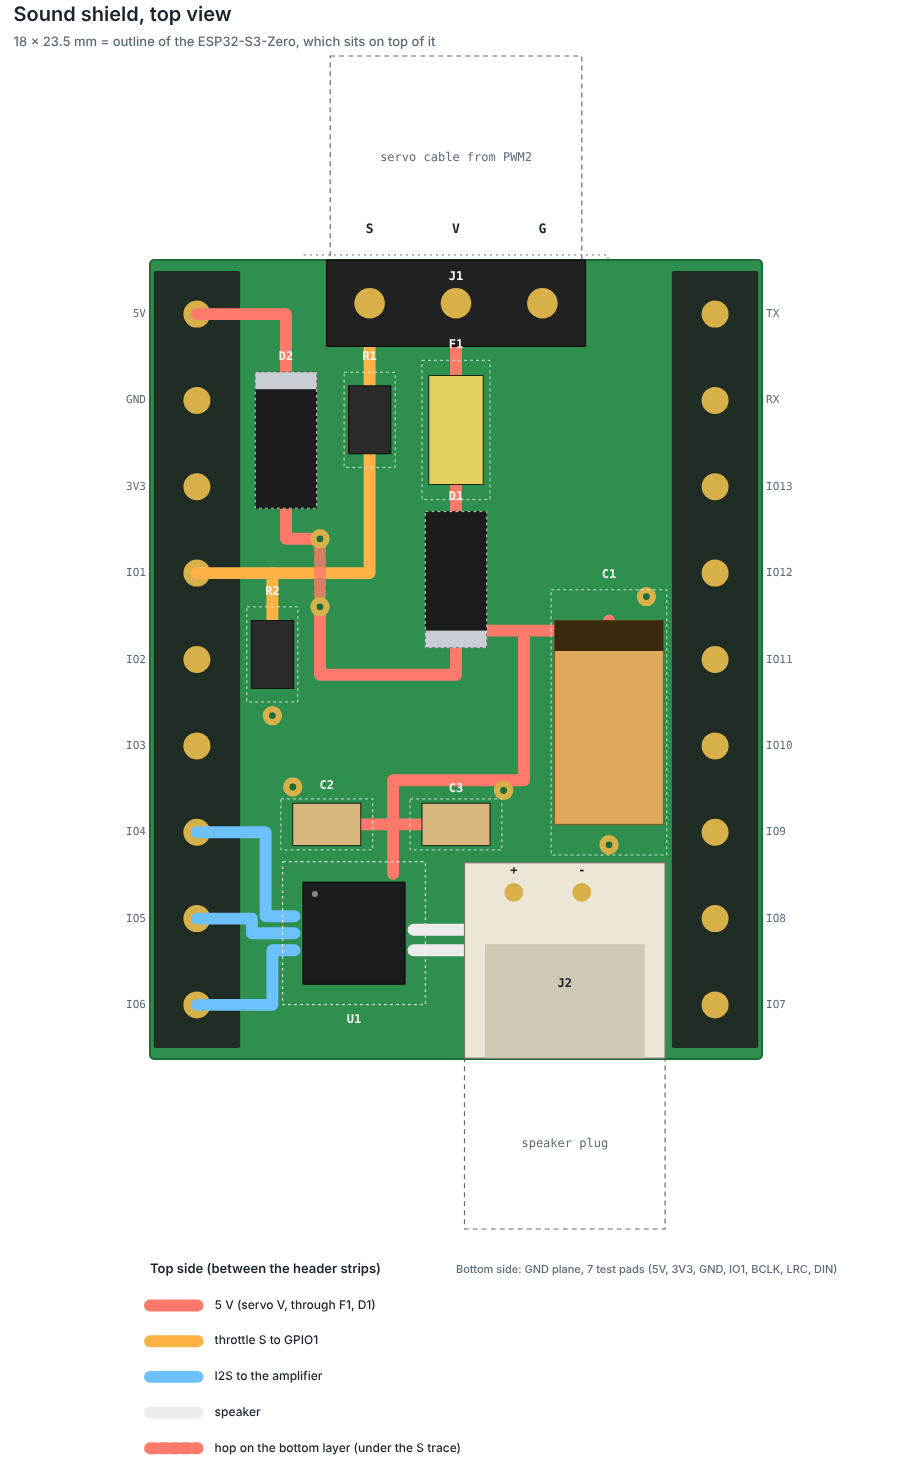 Sound shield, top view
18 × 23.5 mm = outline of the ESP32-S3-Zero, which sits on top of it
servo cable from PWM2
S V G
J1
5V TX
F1
D2 R1
GND RX
3V3 IO13
D1
IO1 IO12
C1
R2
IO2 IO11
IO3 IO10
C2 C3
IO4 IO9
+ -
IO5 IO8
J2
IO6 IO7
U1
speaker plug
Top side (between the header strips)
Bottom side: GND plane, 7 test pads (5V, 3V3, GND, IO1, BCLK, LRC, DIN)
5 V (servo V, through F1, D1)
throttle S to GPIO1
I2S to the amplifier
speaker
hop on the bottom layer (under the S trace)